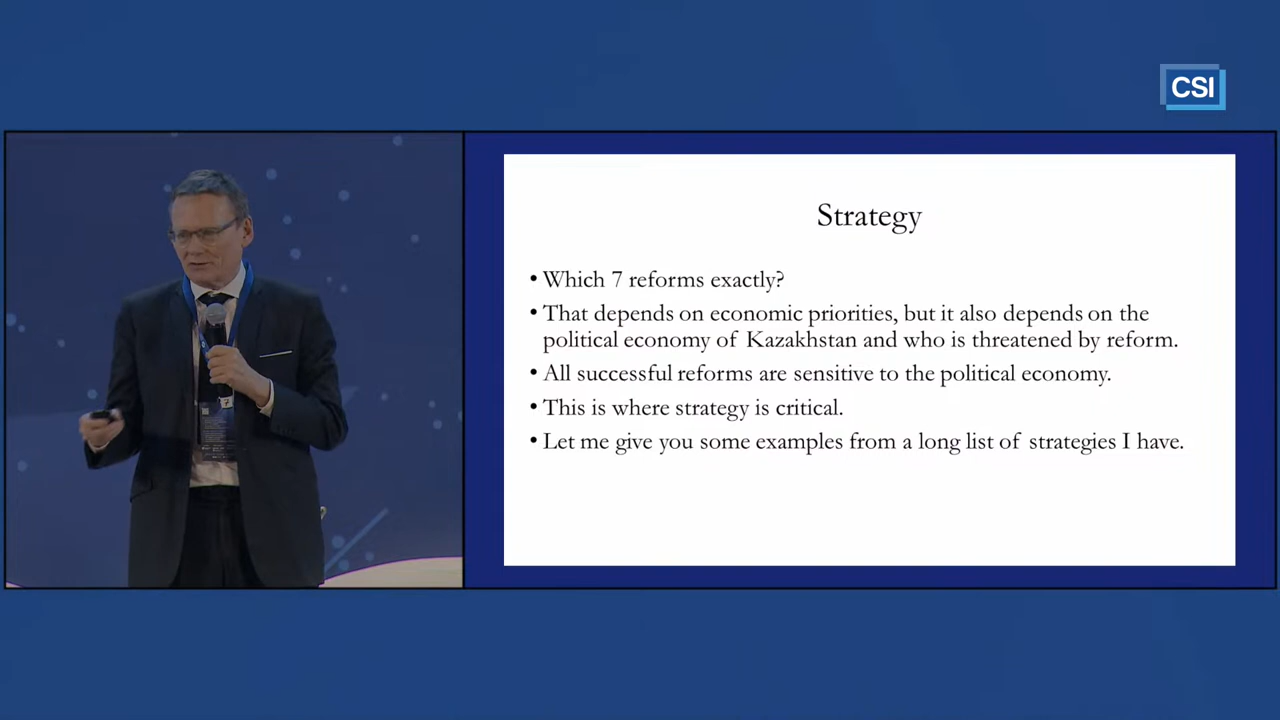 CSI
Strategy
• Which 7 reforms exactly?
• That depends on economic priorities, but it also depends on the
political economy of Kazakhstan and who is threatened by reform.
• All successful reforms are sensitive to the political economy.
• This is where strategy is critical.
• Let me give you some examples from a long list of strategies I have.
7